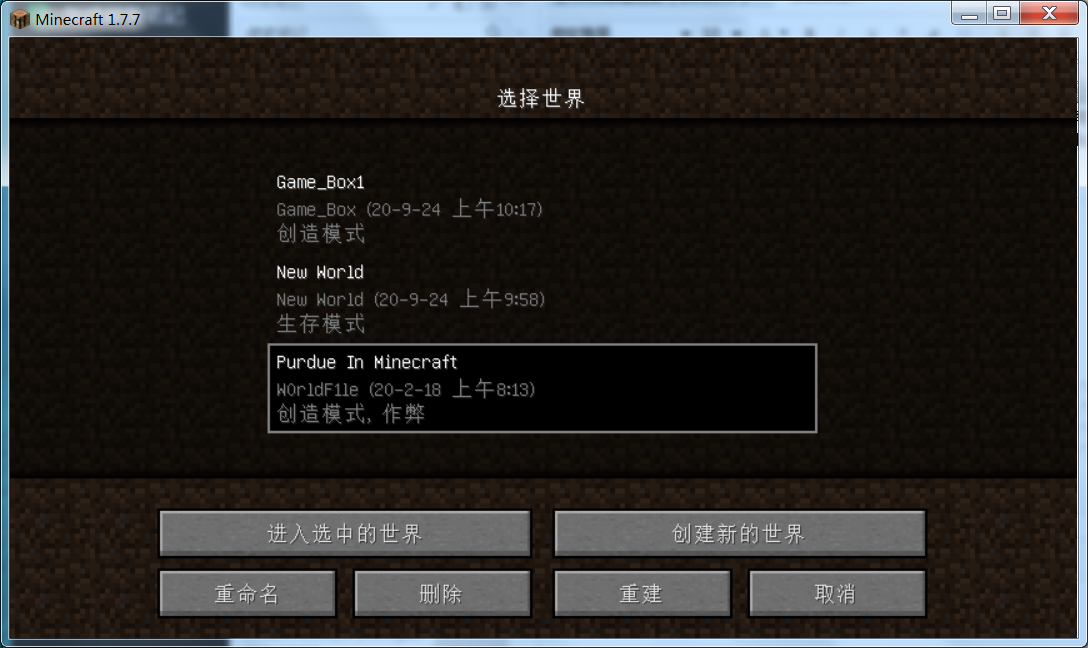 Minecraft 1.7.7
选择世界
Game_Box1
Game_Box (20-9-24 上午10:17)
创造模式
New World
New World (20-9-24 上午9:58)
生存模式
Purdue In Minecraft
W0rldF1le (20-2-18 上午8:13)
创造模式, 作弊
进入选中的世界
创建新的世界
重命名
删除
重建
取消